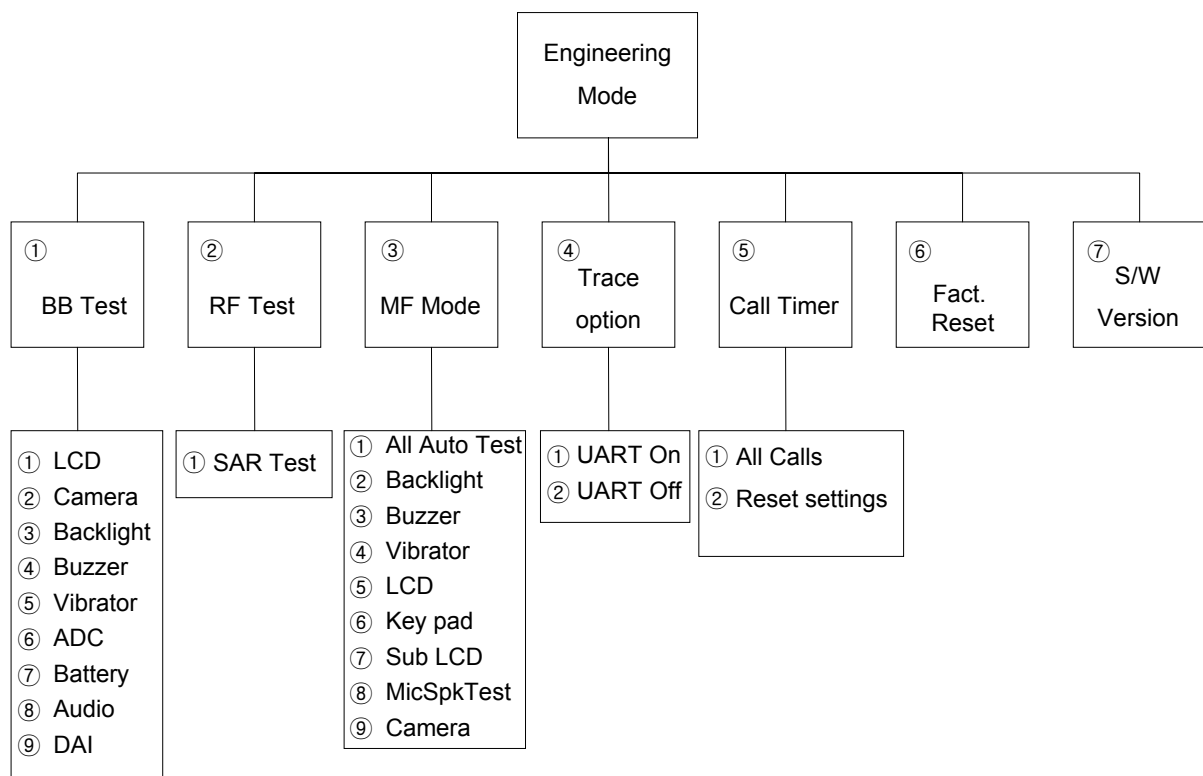 Engineering
Mode
①
BB Test
②
RF Test
③
MF Mode
④
Trace
option
⑤
Call Timer
⑥
Fact.
Reset
⑦
S/W
Version
① LCD
② Camera
③ Backlight
④ Buzzer
⑤ Vibrator
⑥ ADC
⑦ Battery
⑧ Audio
⑨ DAI
① SAR Test
① All Auto Test
② Backlight
③ Buzzer
④ Vibrator
⑤ LCD
⑥ Key pad
⑦ Sub LCD
⑧ MicSpkTest
⑨ Camera
① UART On
② UART Off
① All Calls
② Reset settings